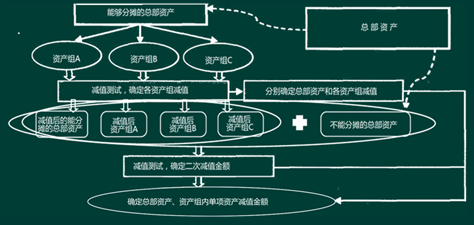 能够分摊的总部资产
总部资产
资产组A
资产组B
资产组C
减值测试，确定各资产组减值
分别确定总部资产和各资产组减值
减值后的能分
摊的总部资产
减值后
资产组A
减值后
资产组B
减值后
资产组C
不能分摊的总部资产
减值测试，确定二次减值金额
确定总部资产、资产组内单项资产减值金额